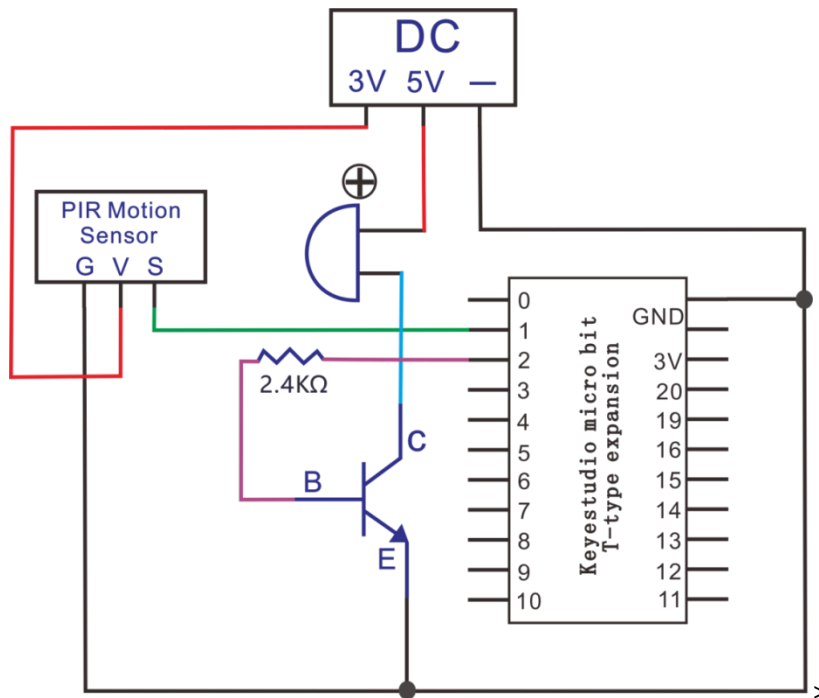 DC
3V 5V —
PIR Motion
Sensor
G V S
0
1
2
3
4
5
6
7
8
9
10
Keyestudio micro bit
T-type expansion
GND
3V
20
19
16
15
14
13
12
11
2.4KΩ
C
B
E
>